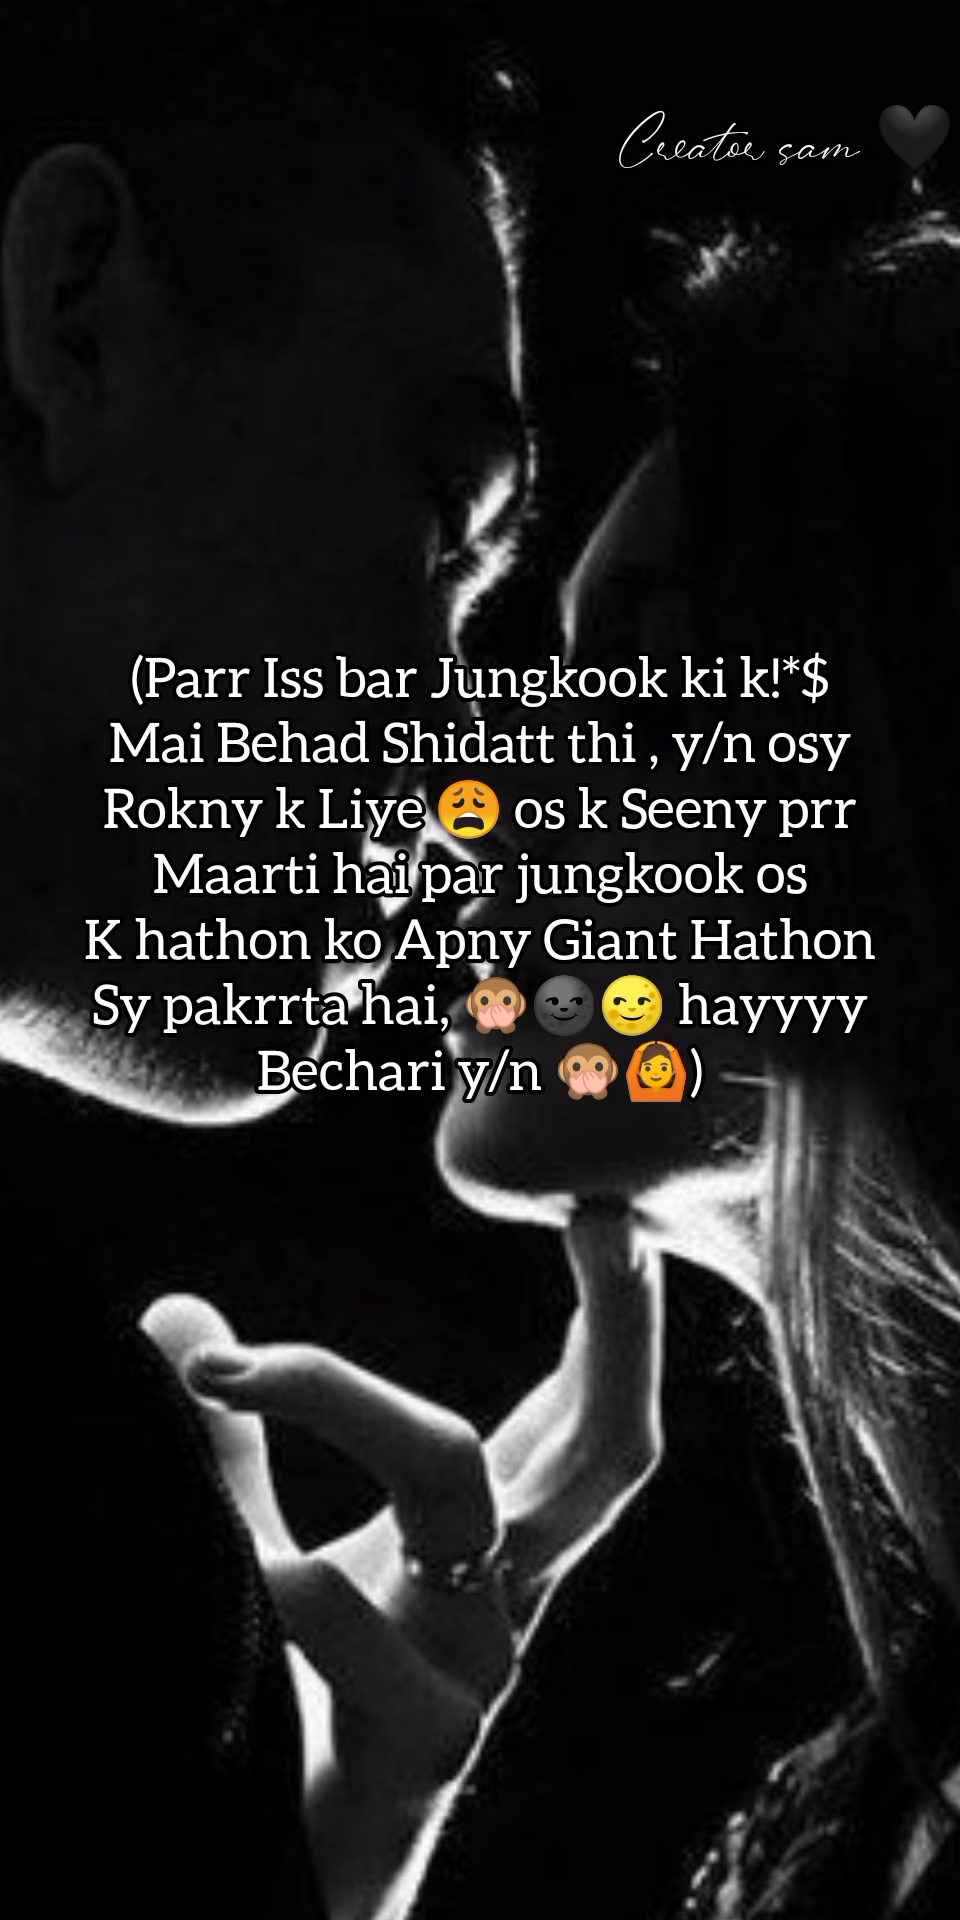 Creator sam 🖤
(Parr Iss bar Jungkook ki k!*$
Mai Behad Shidatt thi , y/n osy
Rokny k Liye 😩 os k Seeny prr
Maarti hai par jungkook os
K hathon ko Apny Giant Hathon
Sy pakrrta hai, 🙊🌚🌝 hayyyy
Bechari y/n 🙊🙆)